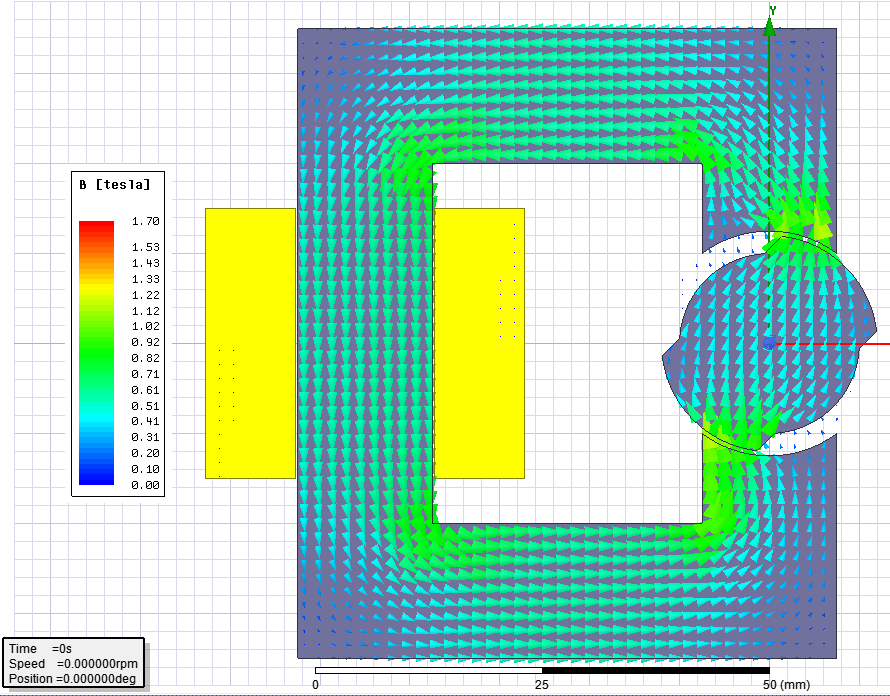 Y
B [tesla]
1.70
1.53
1.43
1.33
1.22
1.12
1.02
0.92
0.82
0.71
0.61
0.51
0.41
0.31
0.20
0.10
0.00
Time =0s
Speed =0.000000rpm
Position =0.000000deg
0 25 50 (mm)